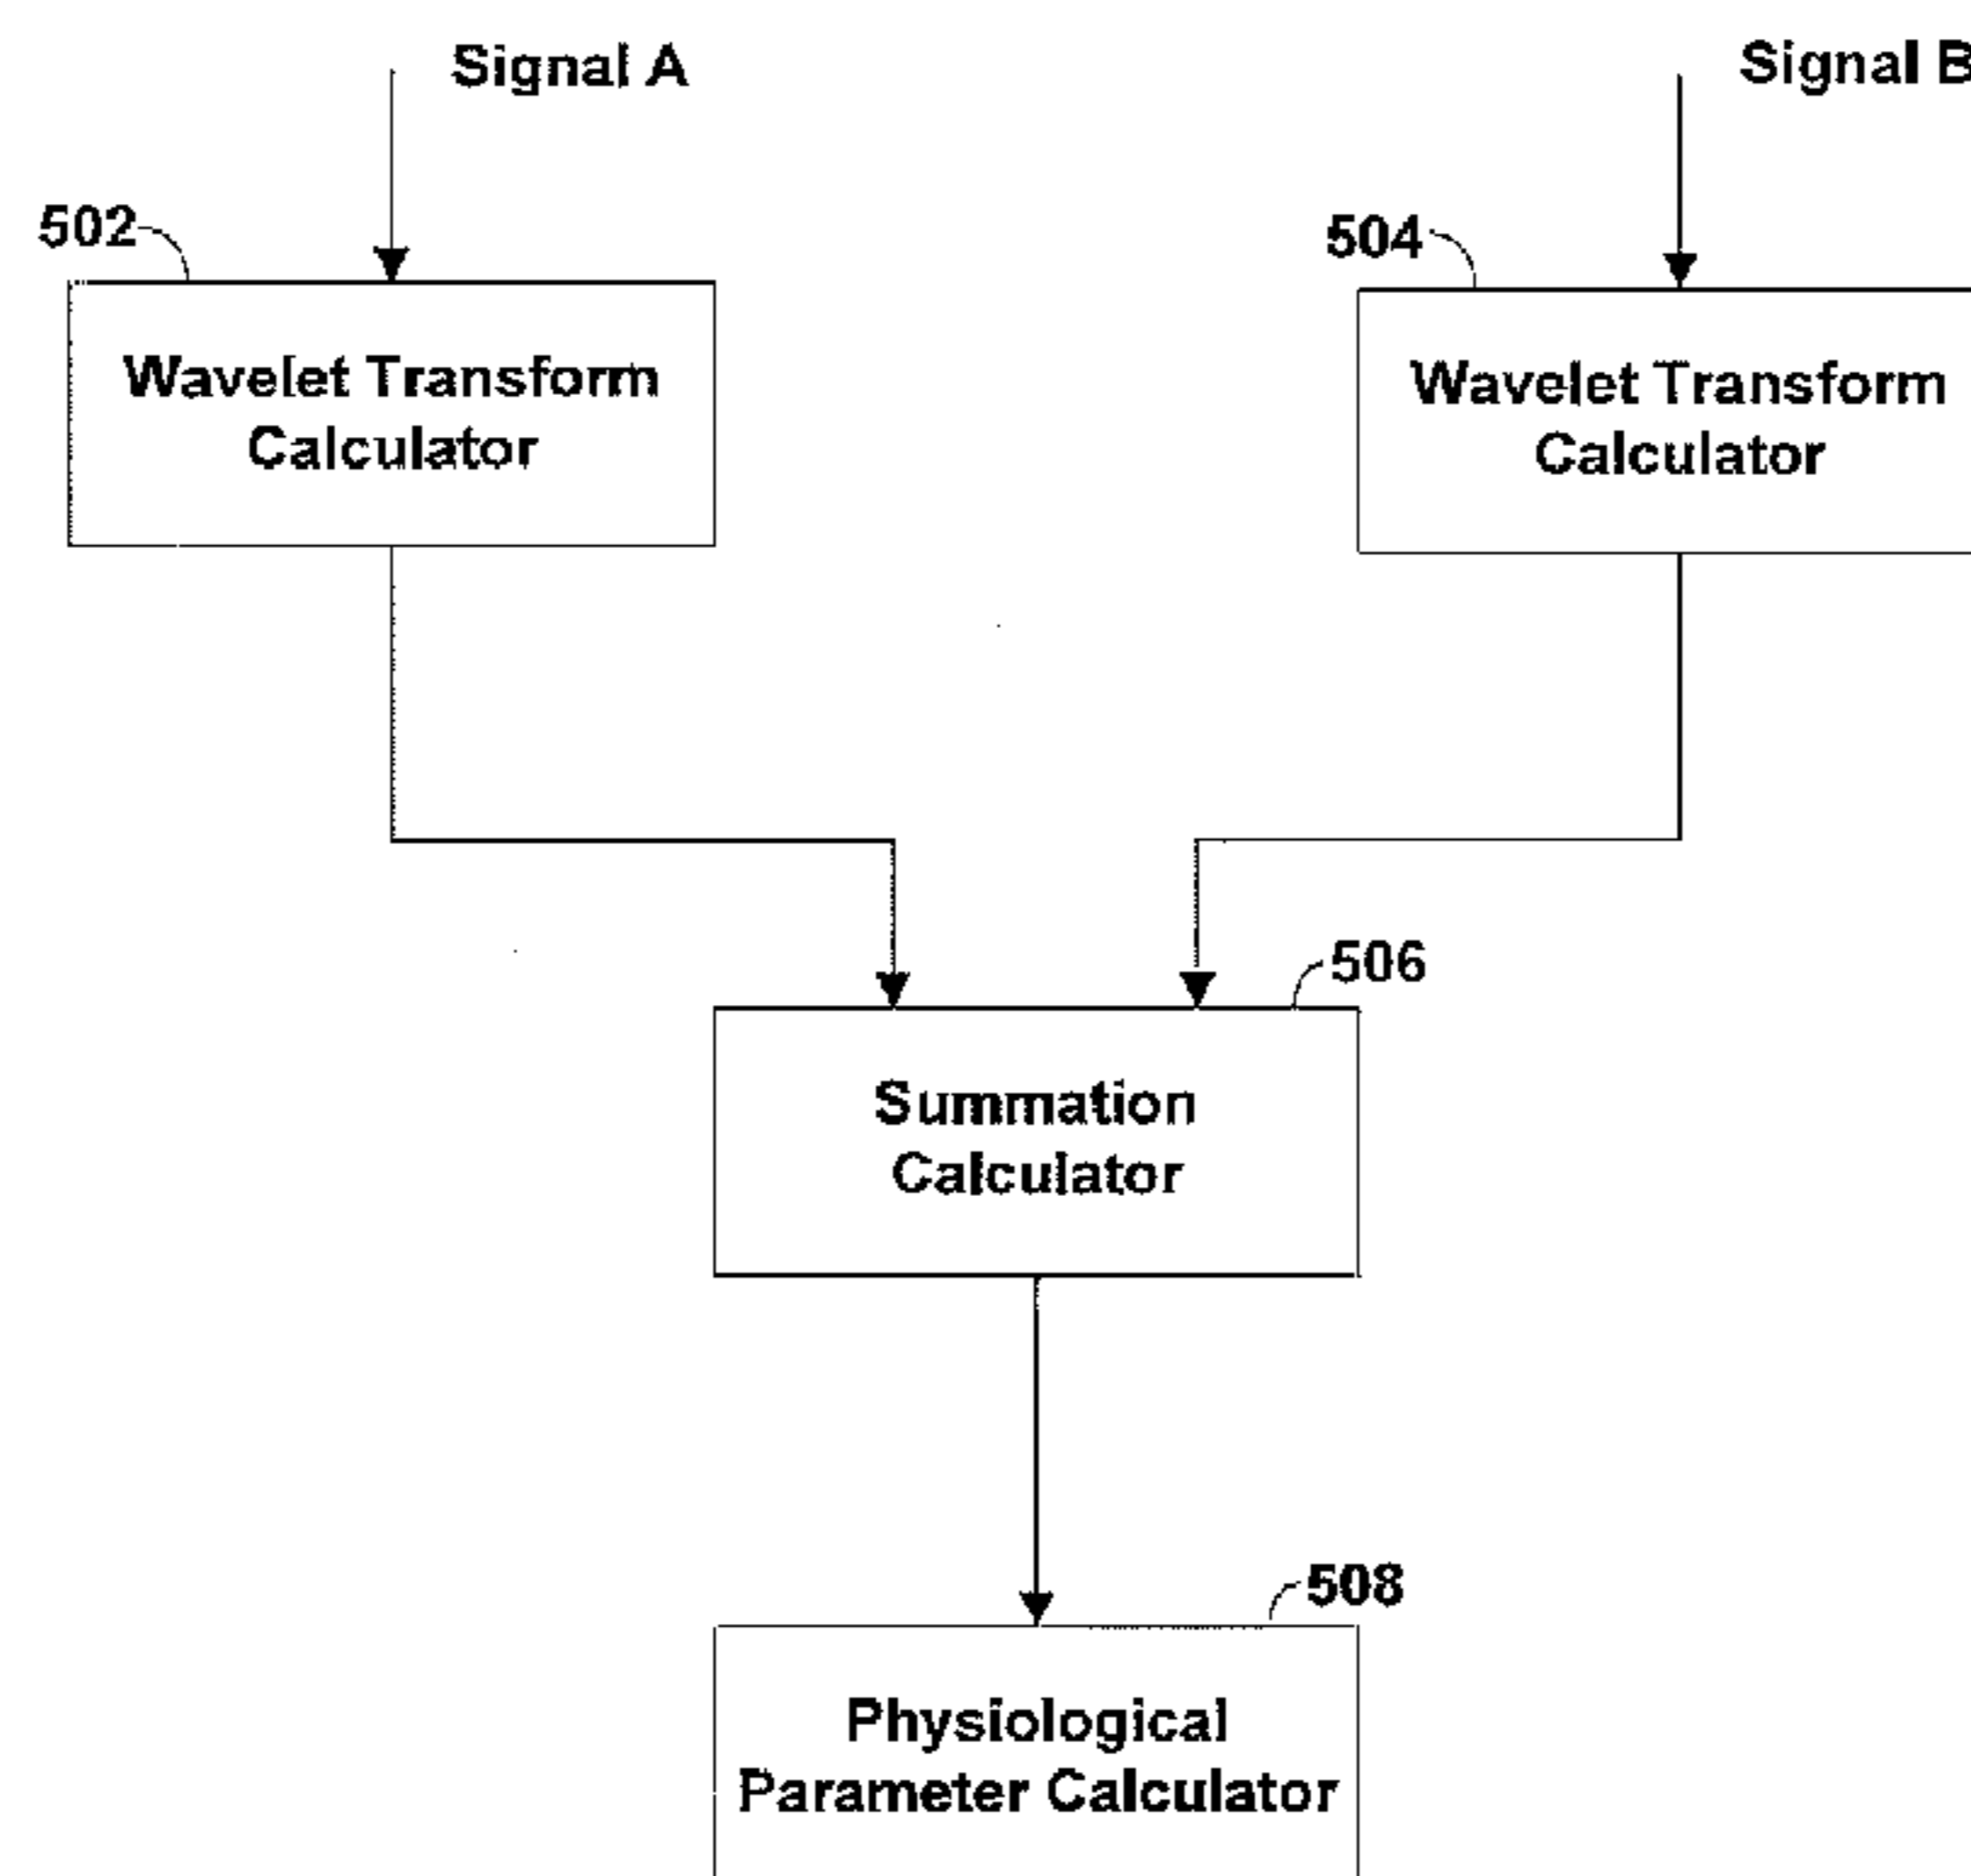 Signal A
Signal B
502
504
Wavelet Transform
Calculator
Wavelet Transform
Calculator
506
Summation
Calculator
508
Physiological
Parameter Calculator